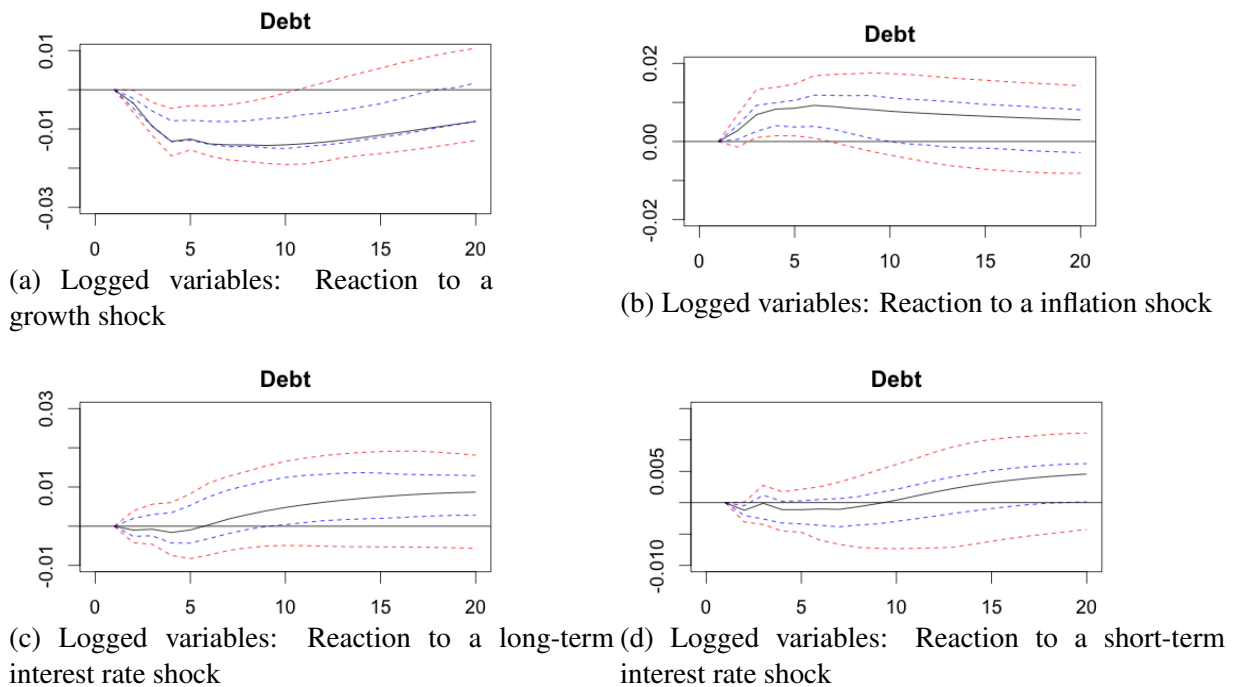 Debt
0.01
-0.01
-0.03
0 5 10 15 20
(a) Logged variables: Reaction to a
growth shock
Debt
0.02
0.00
-0.02
0 5 10 15 20
(b) Logged variables: Reaction to a inflation shock
Debt
0.03
0.01
-0.01
0 5 10 15 20
(c) Logged variables: Reaction to a long-term
interest rate shock
Debt
0.005
-0.010
0 5 10 15 20
(d) Logged variables: Reaction to a short-term
interest rate shock